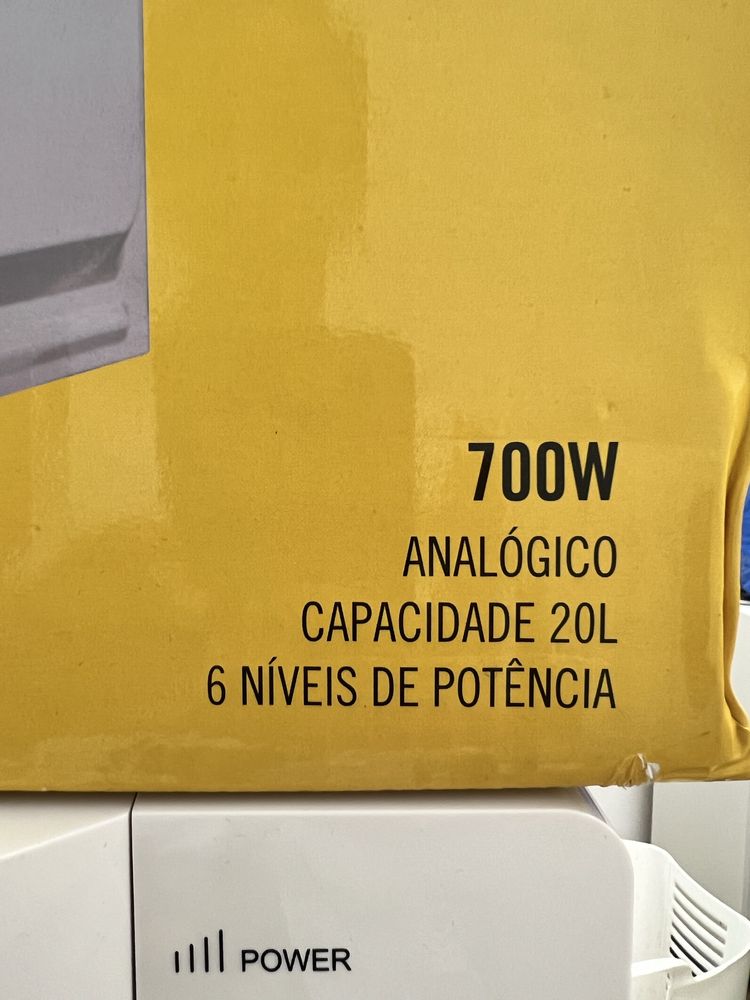 700W
ANALÓGICO
CAPACIDADE 20L
6 NÍVEIS DE POTÊNCIA
POWER